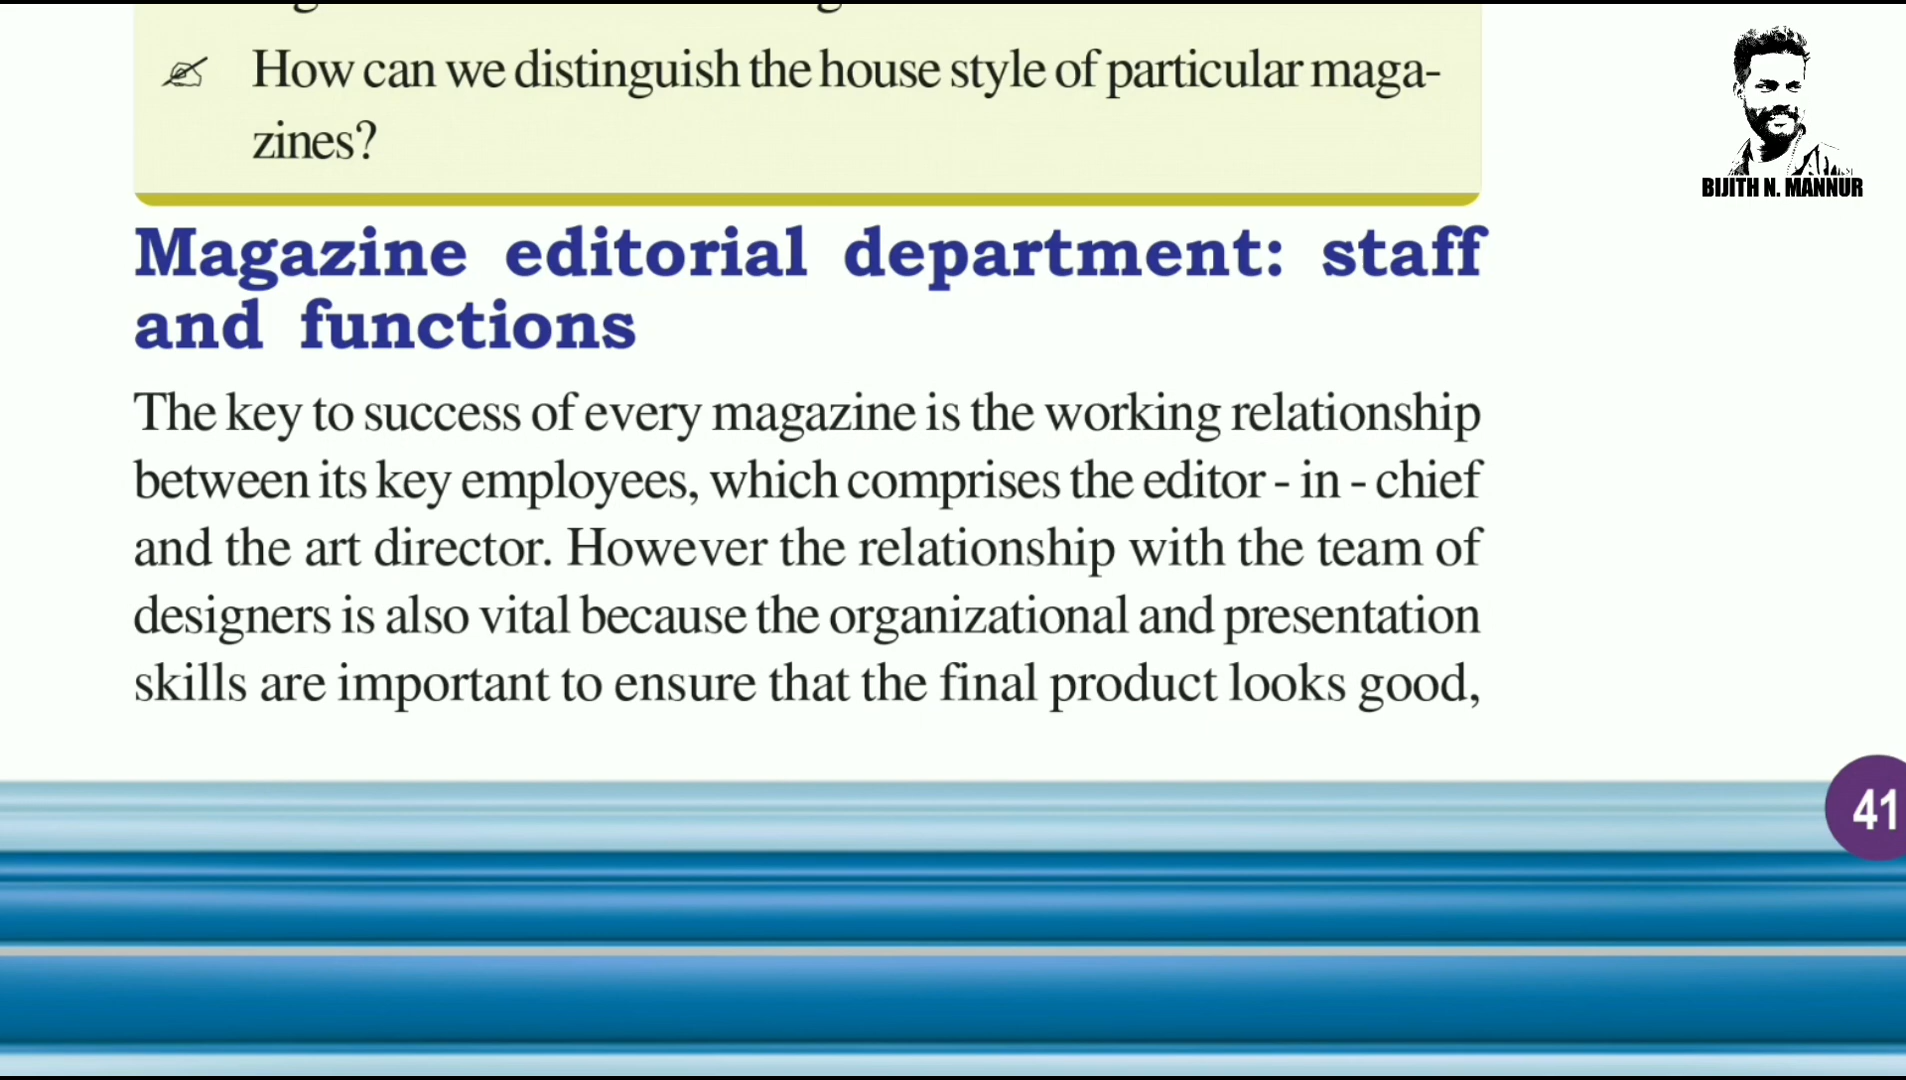 How can we distinguish the house style of particular maga-
zines?
BIJITH N. MANNUR
Magazine editorial department: staff
and functions
The key to success of every magazine is the working relationship
between its key employees, which comprises the editor - in - chief
and the art director. However the relationship with the team of
designers is also vital because the organizational and presentation
skills are important to ensure that the final product looks good,
41